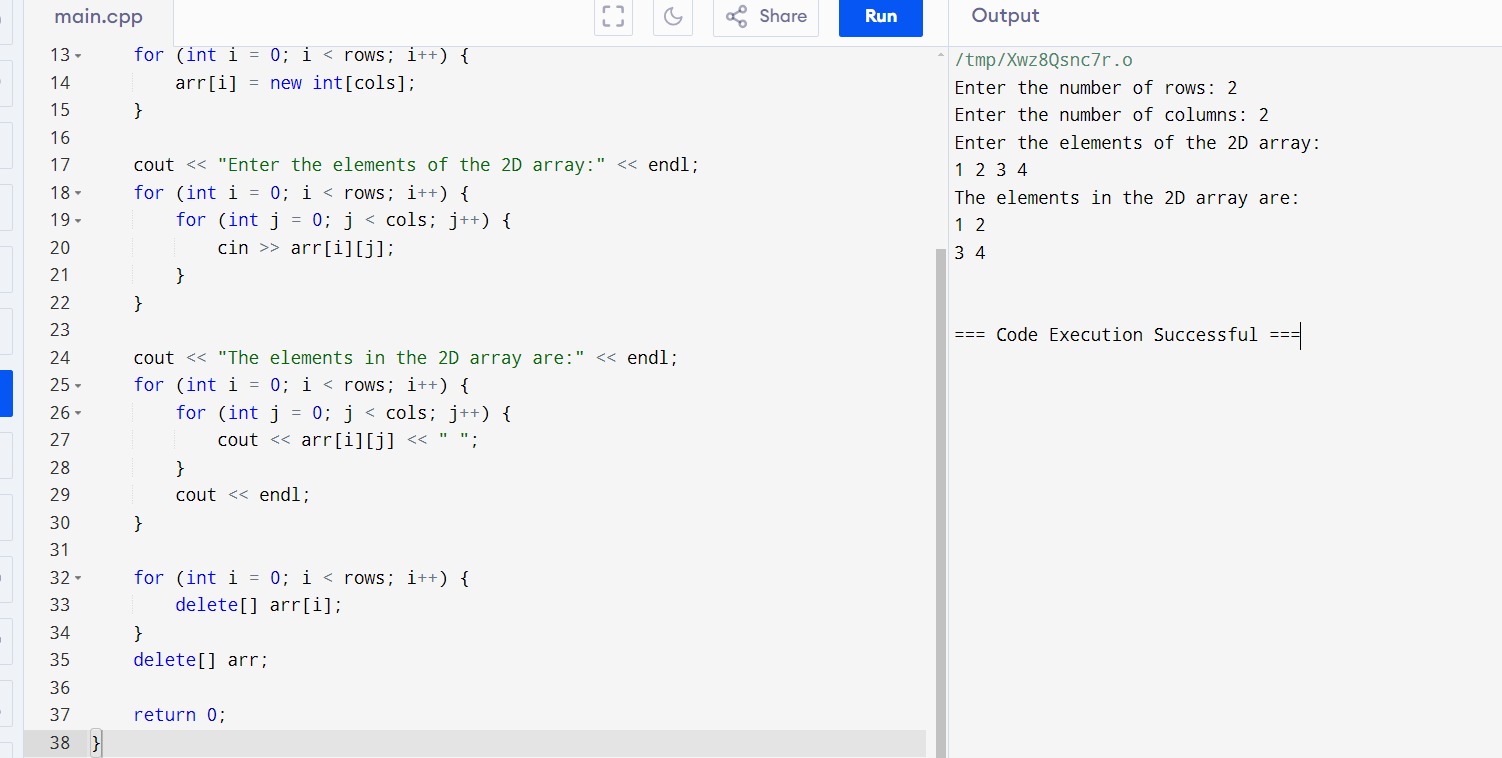 main.cpp
Share
Run
Output
13 for (int i = 0; i < rows; i++) {
14 arr[i] = new int[cols];
15 }
16
17 cout << "Enter the elements of the 2D array:" << endl;
18 for (int i = 0; i < rows; i++) {
19 for (int j = 0; j < cols; j++) {
20 cin >> arr[i][j];
21 }
22 }
23
24 cout << "The elements in the 2D array are:" << endl;
25 for (int i = 0; i < rows; i++) {
26 for (int j = 0; j < cols; j++) {
27 cout << arr[i][j] << " ";
28 }
29 cout << endl;
30 }
31
32 for (int i = 0; i < rows; i++) {
33 delete[] arr[i];
34 }
35 delete[] arr;
36
37 return 0;
38 }
/tmp/Xwz8Qsnc7r.o
Enter the number of rows: 2
Enter the number of columns: 2
Enter the elements of the 2D array:
1 2 3 4
The elements in the 2D array are:
1 2
3 4
=== Code Execution Successful ===